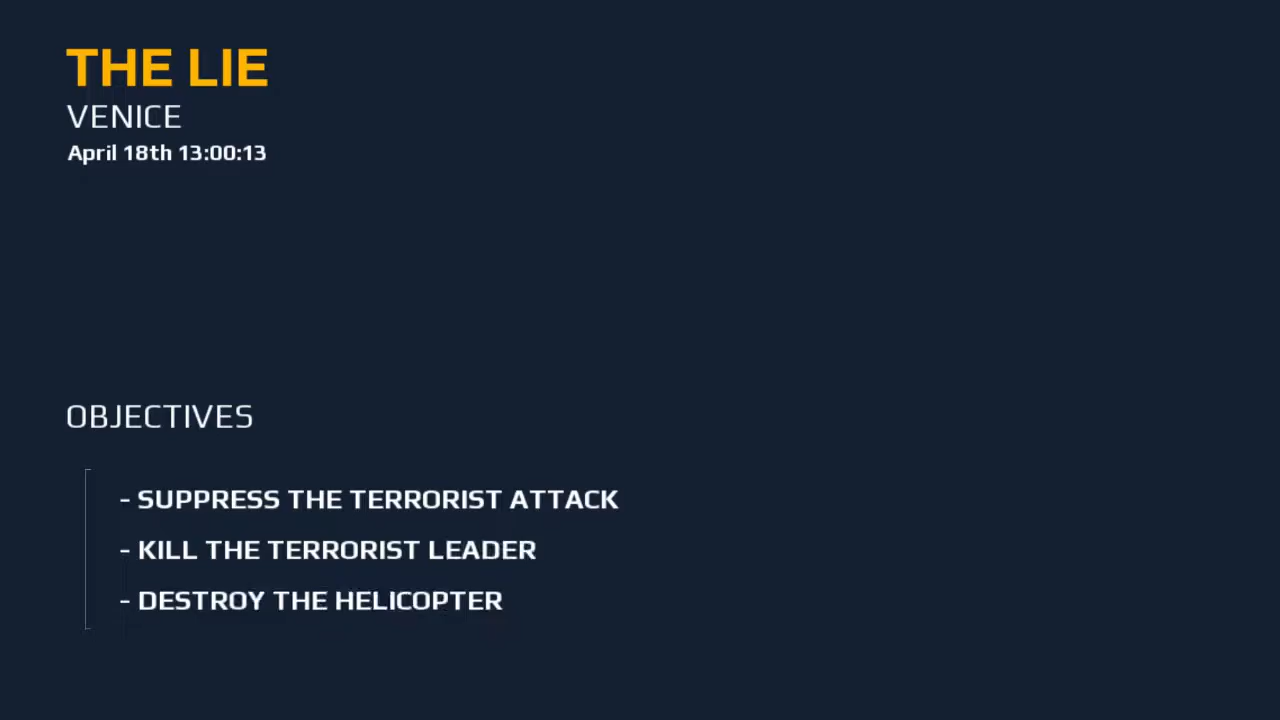 THE LIE
VENICE
April 18th 13:00:13
OBJECTIVES
- SUPPRESS THE TERRORIST ATTACK
- KILL THE TERRORIST LEADER
- DESTROY THE HELICOPTER